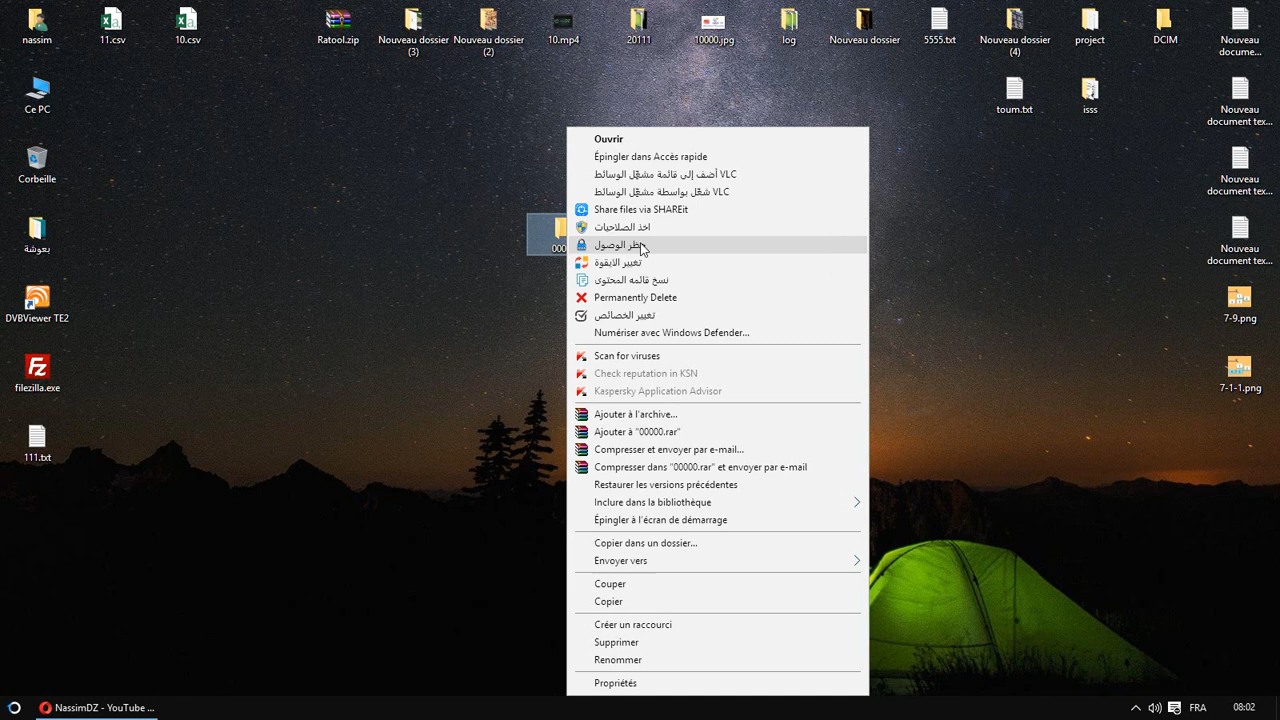 nassim
11.csv
10.csv
Ratool.zip
Nouveau dossier
(3)
Nouveau dossier
(2)
10.mp4
20111
10000.jpg
log
Nouveau dossier
5555.txt
Nouveau dossier
(4)
project
DCIM
Nouveau
docume...
Ce PC
toum.txt
isss
Nouveau
document tex...
Corbeille
Nouveau
document tex...
بعوشة
Nouveau
document tex...
DVBViewer TE2
7-9.png
filezilla.exe
7-1-1.png
111.txt
000
Ouvrir
Épingler dans Accès rapide
أضف إلى قائمة مشغّل الوسائط VLC
شغّل بواسطة مشغّل الوسائط VLC
Share files via SHAREit
اخذ الصلاحيات
الوصول
تغيير الايقوة
نسخ قائمه المحتوى
Permanently Delete
تغيير الخصائص
Numériser avec Windows Defender...
Scan for viruses
Check reputation in KSN
Kaspersky Application Advisor
Ajouter à l'archive...
Ajouter à "00000.rar"
Compresser et envoyer par e-mail...
Compresser dans "00000.rar" et envoyer par e-mail
Restaurer les versions précédentes
Inclure dans la bibliothèque
Épingler à l'écran de démarrage
Copier dans un dossier...
Envoyer vers
Couper
Copier
Créer un raccourci
Supprimer
Renommer
Propriétés
NassimDZ - YouTube ...
FRA
08:02